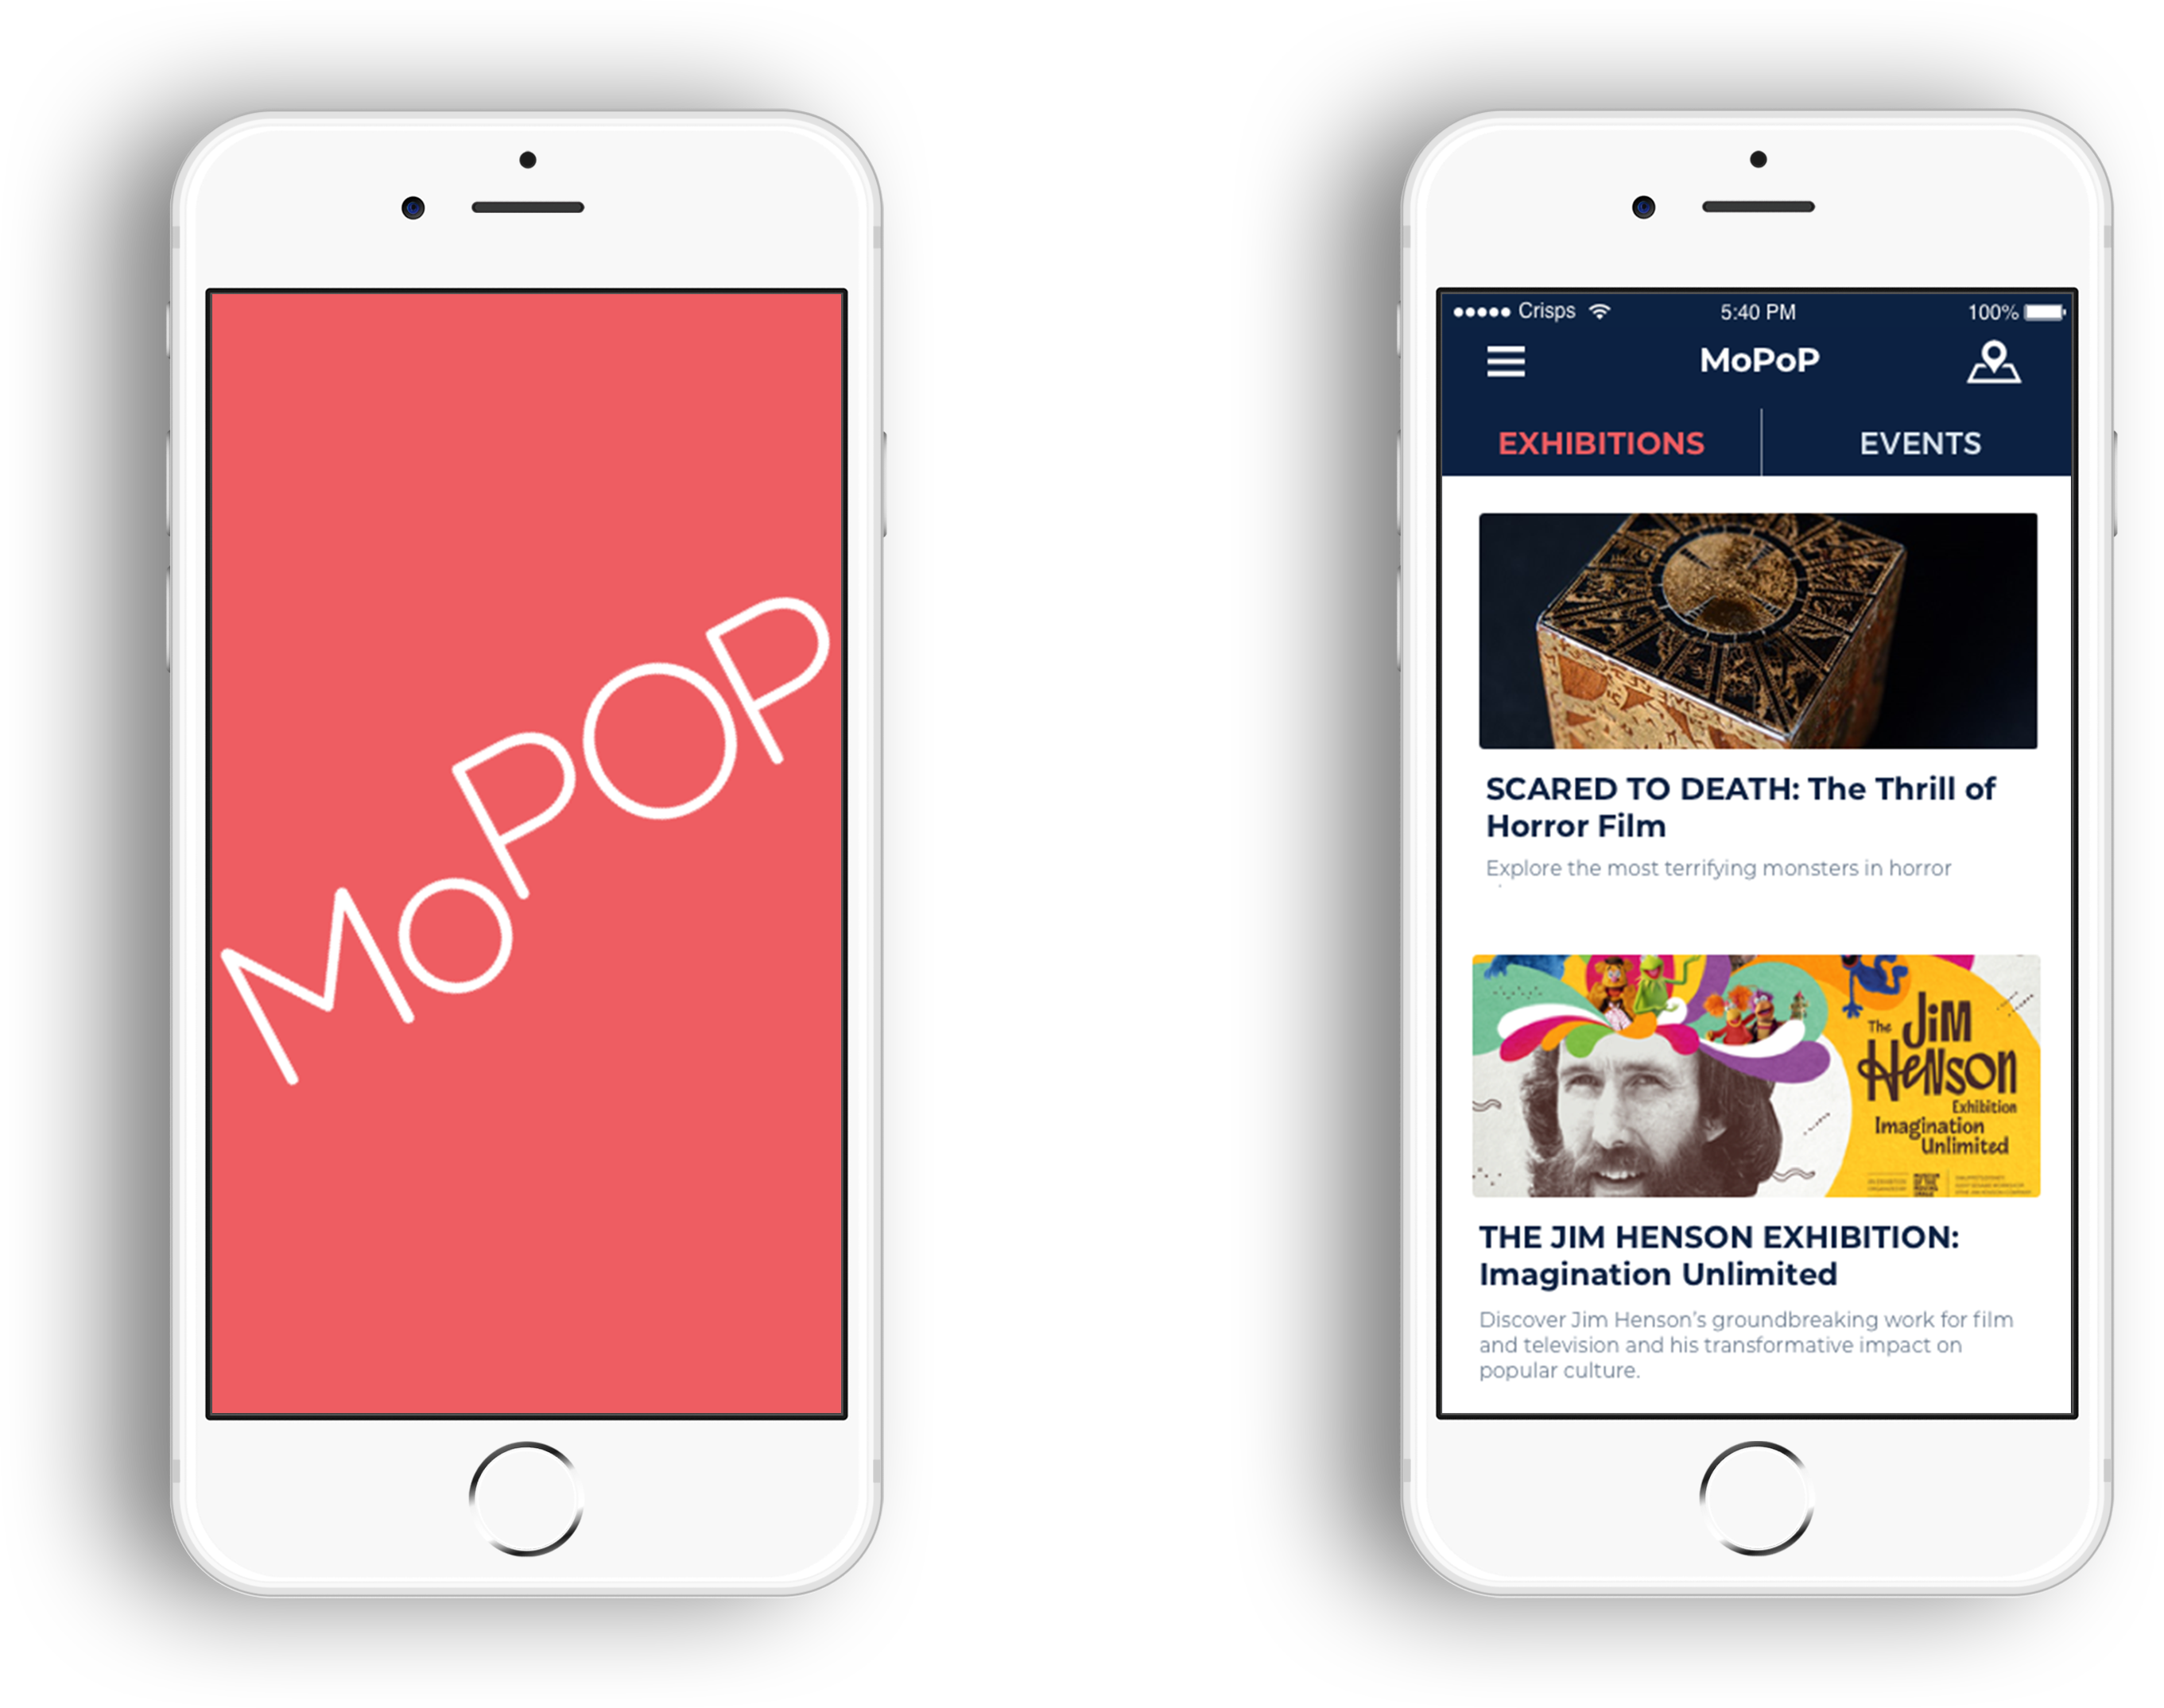 MoPOP
Crisps 5:40 PM 100%
MoPoP
EXHIBITIONS EVENTS
SCARED TO DEATH: The Thrill of
Horror Film
Explore the most terrifying monsters in horror
The Jim
Henson
Exhibition
Imagination
Unlimited
THE JIM HENSON EXHIBITION:
Imagination Unlimited
Discover Jim Henson's groundbreaking work for film
and television and his transformative impact on
popular culture.